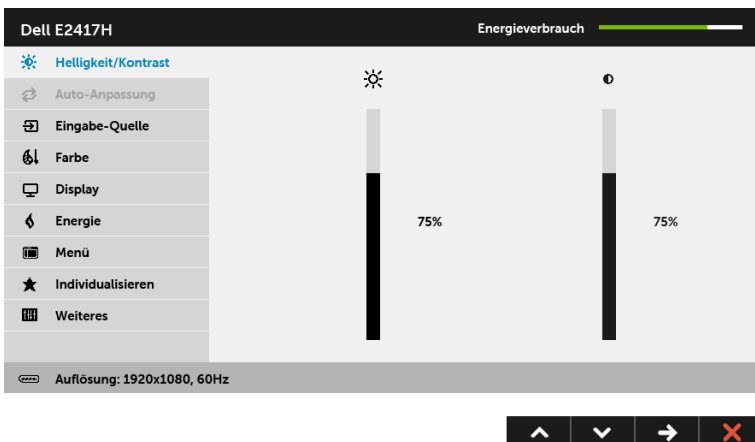 Dell E2417H
Energieverbrauch
Helligkeit/Kontrast
Auto-Anpassung
Eingabe-Quelle
Farbe
Display
Energie
Menü
Individualisieren
Weiteres
75%
75%
Auflösung: 1920x1080, 60Hz